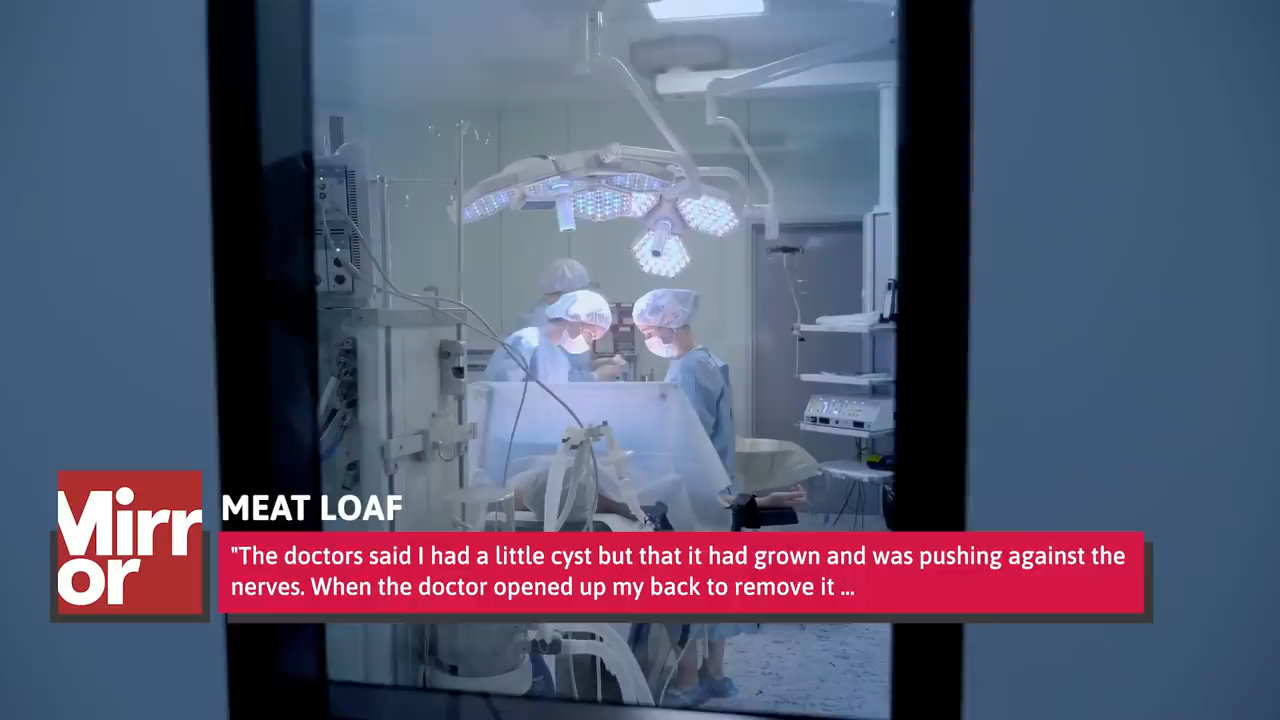 Mirr
or
MEAT LOAF
"The doctors said I had a little cyst but that it had grown and was pushing against the
nerves. When the doctor opened up my back to remove it ...